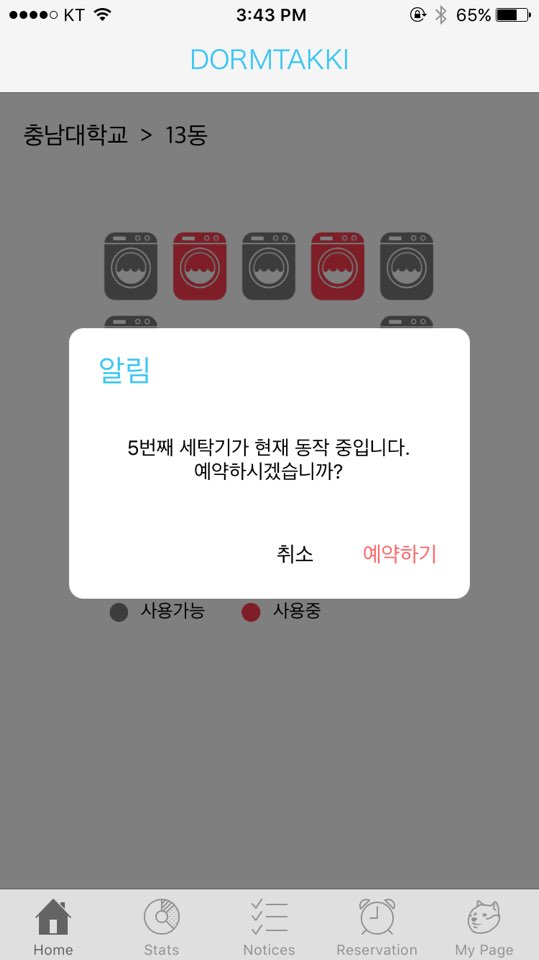 KT 3:43 PM 65%
DORMTAKKI
충남대학교 > 13동
알림
5번째 세탁기가 현재 동작 중입니다.
예약하시겠습니까?
취소 예약하기
사용가능 사용중
Home Stats Notices Reservation My Page